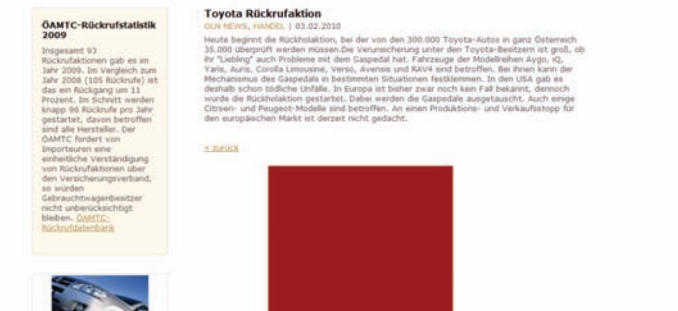 ÖAMTC-Rückrufstatistik
2009
Insgesamt 93
Rückrufaktionen gab es im
Jahr 2009. Im Vergleich zum
Jahr 2008 (105 Rückrufe) ist
das ein Rückgang um 11
Prozent. Im Schnitt werden
knapp 96 Rückrufe pro Jahr
gestartet, davon betroffen
sind alle Hersteller. Der
ÖAMTC fordert von
Importeuren eine
einheitliche Verständigung
von Rückrufaktionen über
den Versicherungsverband,
so würden
Gebrauchtwagenbesitzer
nicht unberücksichtigt
bleiben. ÖAMTC-
Rückrufdatenbank
Toyota Rückrufaktion
OLN NEWS, HANDEL | 03.02.2010
Heute beginnt die Rückholaktion, bei der von den 300.000 Toyota-Autos in ganz Österreich
35.000 überprüft werden müssen.Die Verunsicherung unter den Toyota-Besitzern ist groß, ob
ihr "Liebling" auch Probleme mit dem Gaspedal hat. Fahrzeuge der Modellreihen Aygo, iQ,
Yaris, Auris, Corolla Limousine, Verso, Avensis und RAV4 sind betroffen. Bei ihnen kann der
Mechanismus des Gaspedals in bestimmten Situationen festklemmen. In den USA gab es
deshalb schon tödliche Unfälle. In Europa ist bisher zwar noch kein Fall bekannt, dennoch
wurde die Rückholaktion gestartet. Dabei werden die Gaspedale ausgetauscht. Auch einige
Citroen- und Peugeot-Modelle sind betroffen. An einen Produktions- und Verkaufsstopp für
den europäischen Markt ist derzeit nicht gedacht.
« zurück